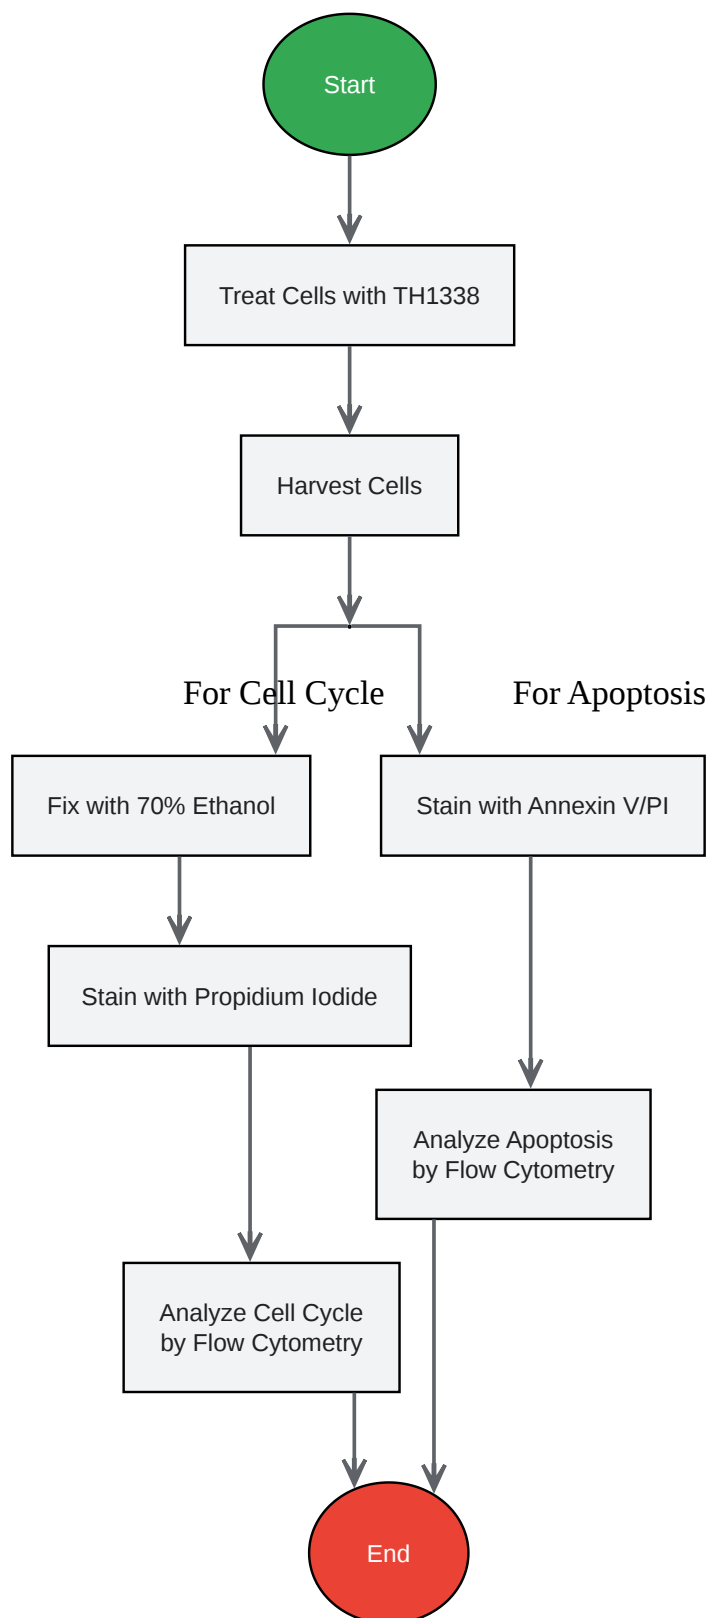 Start
Treat Cells with TH1338
Harvest Cells
For Cell Cycle
For Apoptosis
Fix with 70% Ethanol
Stain with Annexin V/PI
Stain with Propidium Iodide
Analyze Apoptosis
by Flow Cytometry
Analyze Cell Cycle
by Flow Cytometry
End